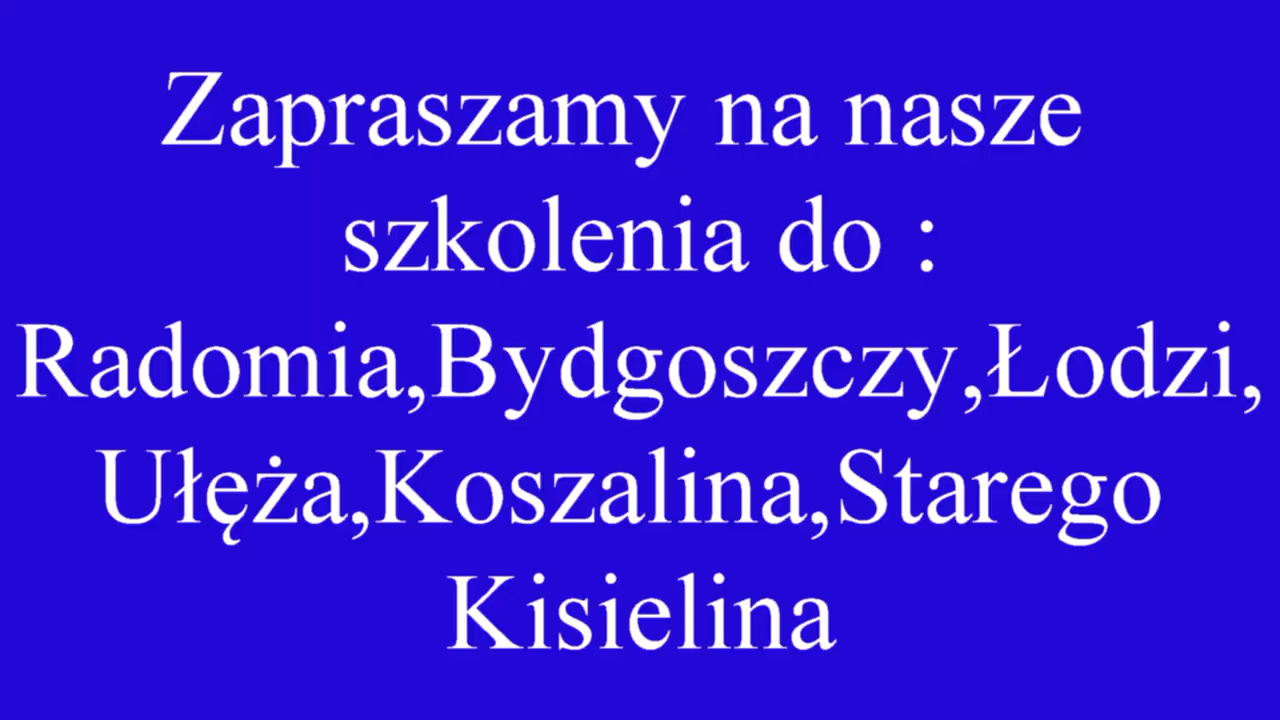 Zapraszamy na nasze
szkolenia do :
Radomia,Bydgoszczy,Łodzi,
Ułęża,Koszalina,Starego
Kisielina